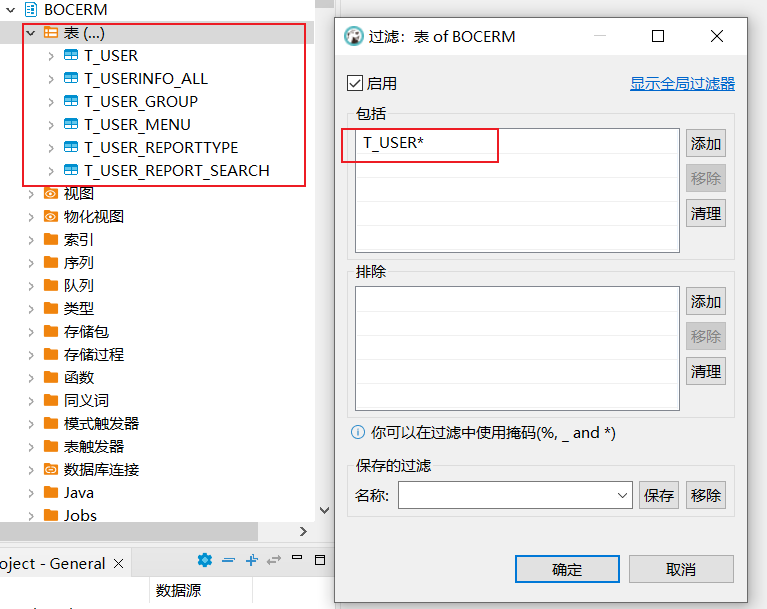 BOCERM
表 (...)
T_USER
T_USERINFO_ALL
T_USER_GROUP
T_USER_MENU
T_USER_REPORTTYPE
T_USER_REPORT_SEARCH
视图
物化视图
索引
序列
队列
类型
存储包
存储过程
函数
同义词
模式触发器
表触发器
数据库连接
Java
Jobs
oject - General
数据源
过滤：表 of BOCERM
启用
显示全局过滤器
包括
T_USER*
添加
移除
清理
排除
添加
移除
清理
你可以在过滤中使用掩码(%, _ and *)
保存的过滤
名称:
保存
移除
确定
取消